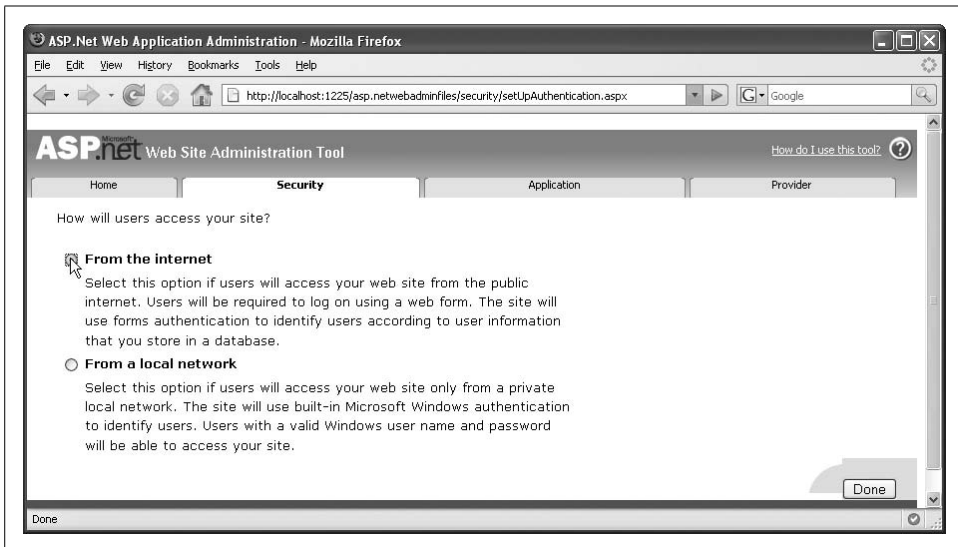 ASP.Net Web Application Administration - Mozilla Firefox
File Edit View History Bookmarks Tools Help
http://localhost:1225/asp.netwebadminfiles/security/setUpAuthentication.aspx
G Google
Microsoft
ASP.net Web Site Administration Tool
How do I use this tool? ?
Home Security Application Provider
How will users access your site?
From the internet
Select this option if users will access your web site from the public
internet. Users will be required to log on using a web form. The site will
use forms authentication to identify users according to user information
that you store in a database.
From a local network
Select this option if users will access your web site only from a private
local network. The site will use built-in Microsoft Windows authentication
to identify users. Users with a valid Windows user name and password
will be able to access your site.
Done
Done